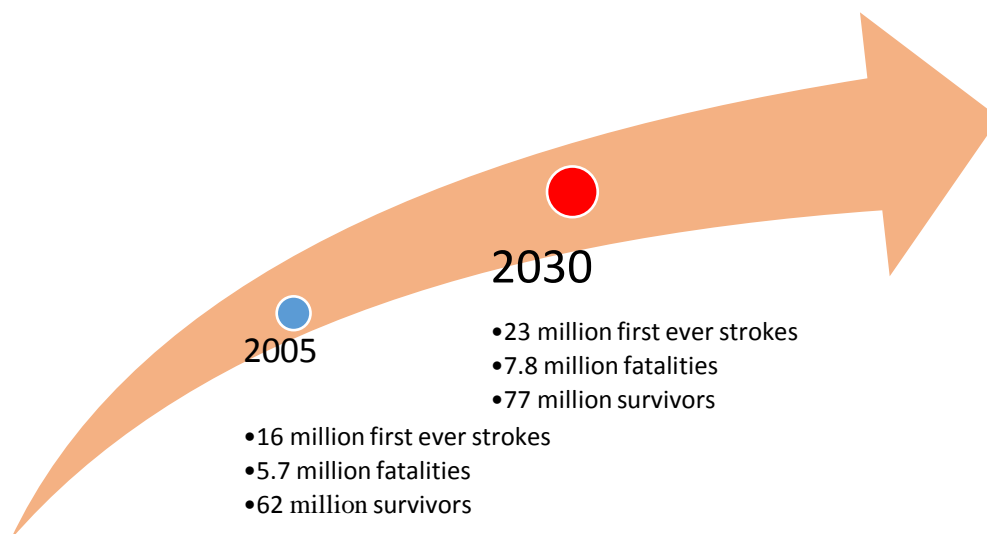 2005
•16 million first ever strokes
•5.7 million fatalities
•62 million survivors
2030
•23 million first ever strokes
•7.8 million fatalities
•77 million survivors